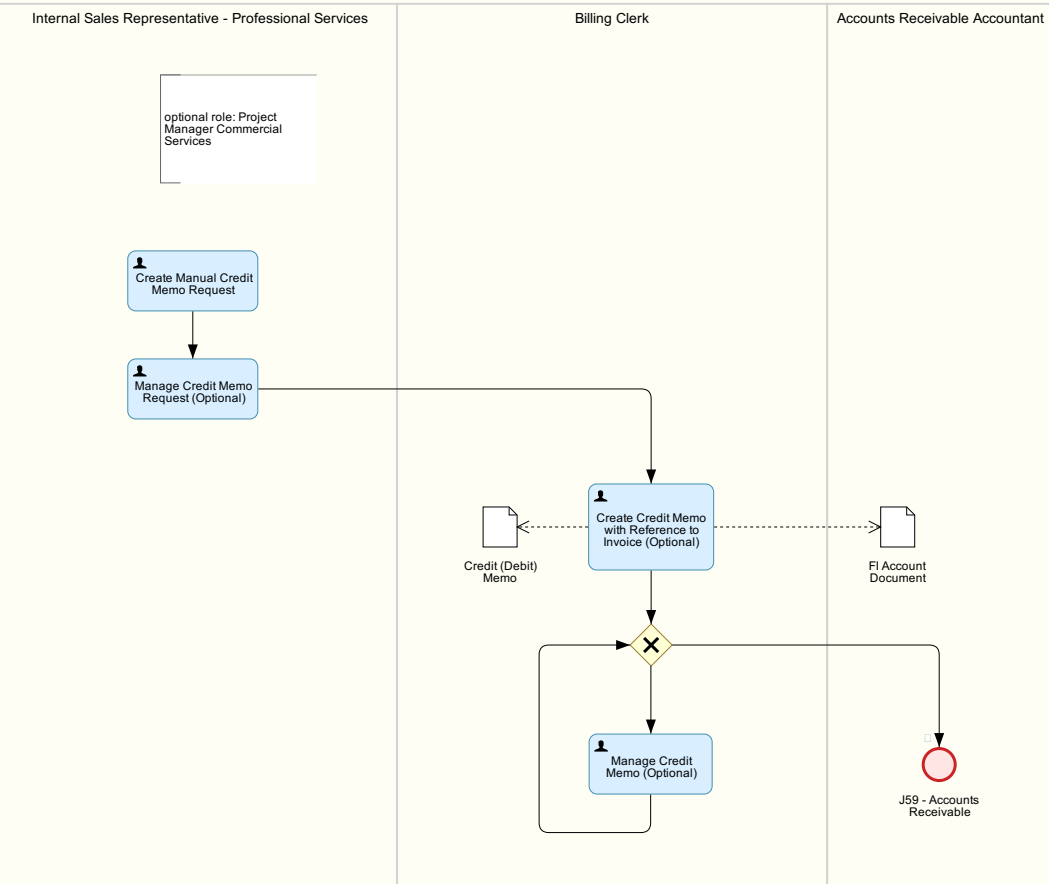 Internal Sales Representative - Professional Services
Billing Clerk
Accounts Receivable Accountant
optional role: Project
Manager Commercial
Services
Create Manual Credit
Memo Request
Manage Credit Memo
Request (Optional)
Create Credit Memo
with Reference to
Invoice (Optional)
Credit (Debit)
Memo
FI Account
Document
Manage Credit
Memo (Optional)
J59 - Accounts
Receivable